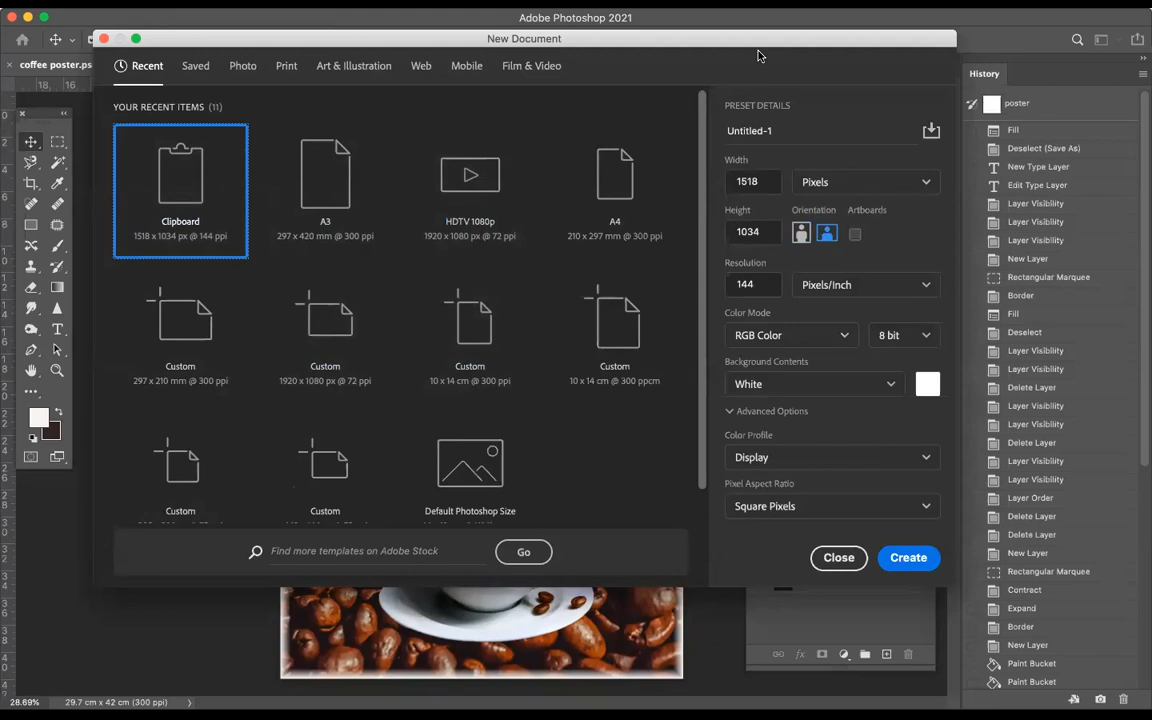 Adobe Photoshop 2021
New Document
coffee poster.ps
Recent
Saved
Photo
Print
Art & Illustration
Web
Mobile
Film & Video
YOUR RECENT ITEMS (11)
Clipboard
1518 x 1034 px @ 144 ppi
A3
297 x 420 mm @ 300 ppi
HDTV 1080p
1920 x 1080 px @ 72 ppi
A4
210 x 297 mm @ 300 ppi
Custom
297 x 210 mm @ 300 ppi
Custom
1920 x 1080 px @ 72 ppi
Custom
10 x 14 cm @ 300 ppi
Custom
10 x 14 cm @ 300 ppcm
Custom
Custom
Default Photoshop Size
Find more templates on Adobe Stock
Go
PRESET DETAILS
Untitled-1
Width
1518
Pixels
Height
Orientation
Artboards
1034
Resolution
144
Pixels/Inch
Color Mode
RGB Color
8 bit
Background Contents
White
Advanced Options
Color Profile
Display
Pixel Aspect Ratio
Square Pixels
Close
Create
History
poster
Fill
Deselect (Save As)
New Type Layer
Edit Type Layer
Layer Visibility
Layer Visibility
Layer Visibility
New Layer
Rectangular Marquee
Border
Fill
Deselect
Layer Visibility
Layer Visibility
Delete Layer
Layer Visibility
Layer Visibility
Delete Layer
Layer Visibility
Layer Visibility
Layer Order
Delete Layer
Delete Layer
New Layer
Rectangular Marquee
Contract
Expand
Border
New Layer
Paint Bucket
Paint Bucket
28.69%
29.7 cm x 42 cm (300 ppi)